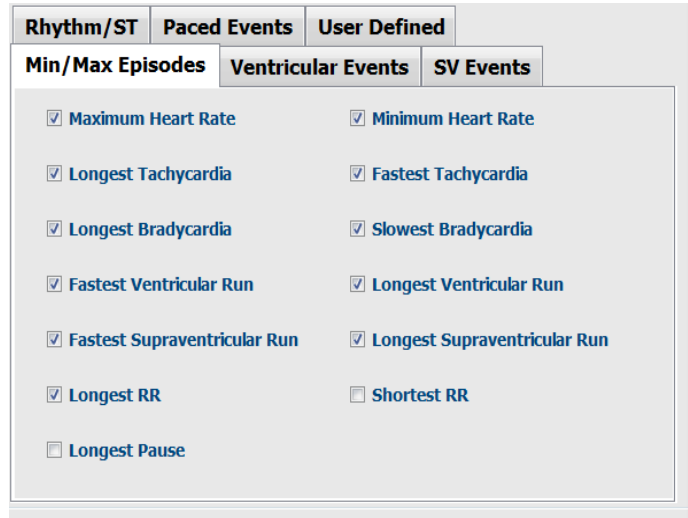 Rhythm/ST Paced Events User Defined
Min/Max Episodes Ventricular Events SV Events
Maximum Heart Rate Minimum Heart Rate
Longest Tachycardia Fastest Tachycardia
Longest Bradycardia Slowest Bradycardia
Fastest Ventricular Run Longest Ventricular Run
Fastest Supraventricular Run Longest Supraventricular Run
Longest RR Shortest RR
Longest Pause